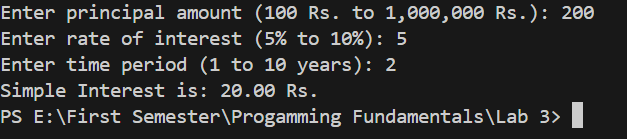 Enter principal amount (100 Rs. to 1,000,000 Rs.): 200
Enter rate of interest (5% to 10%): 5
Enter time period (1 to 10 years): 2
Simple Interest is: 20.00 Rs.
PS E:\First Semester\Progamming Fundamentals\Lab 3>